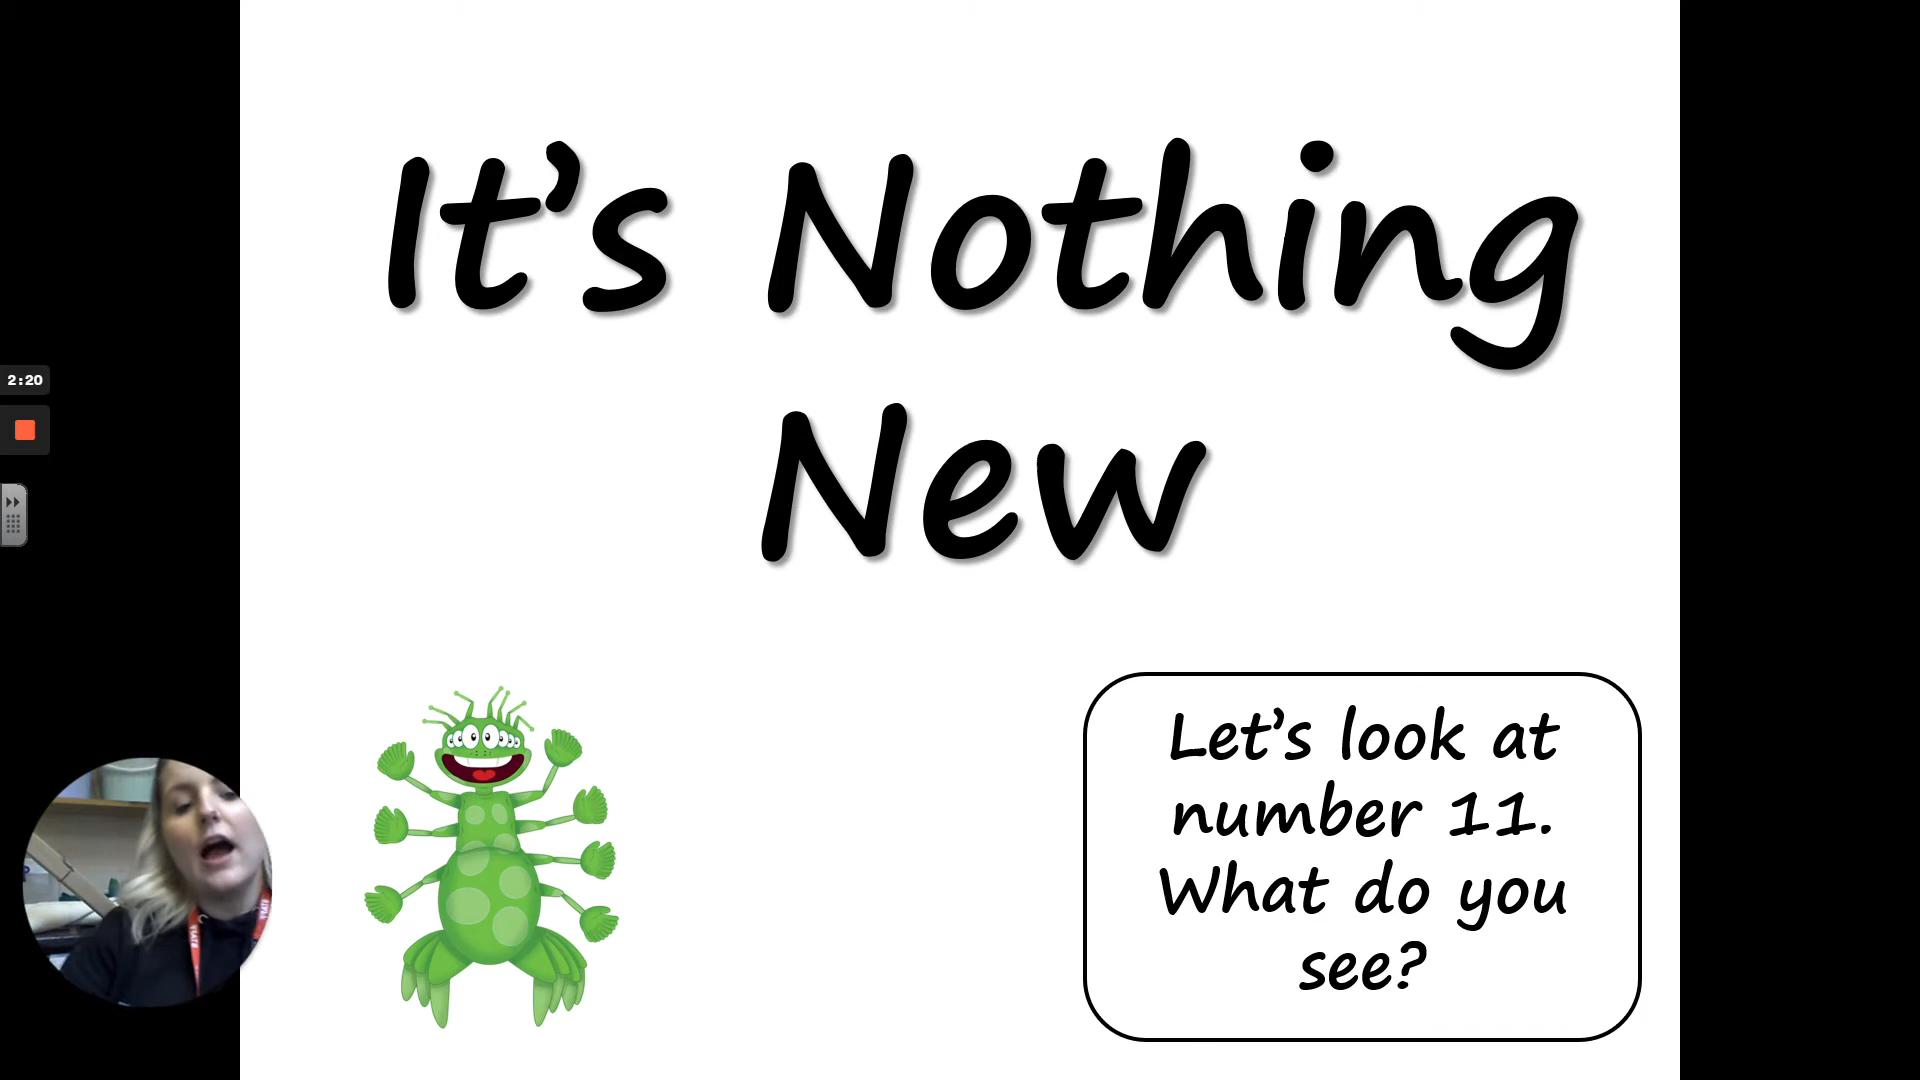 It's Nothing
New
2:20
Let's look at
number 11.
What do you
see?